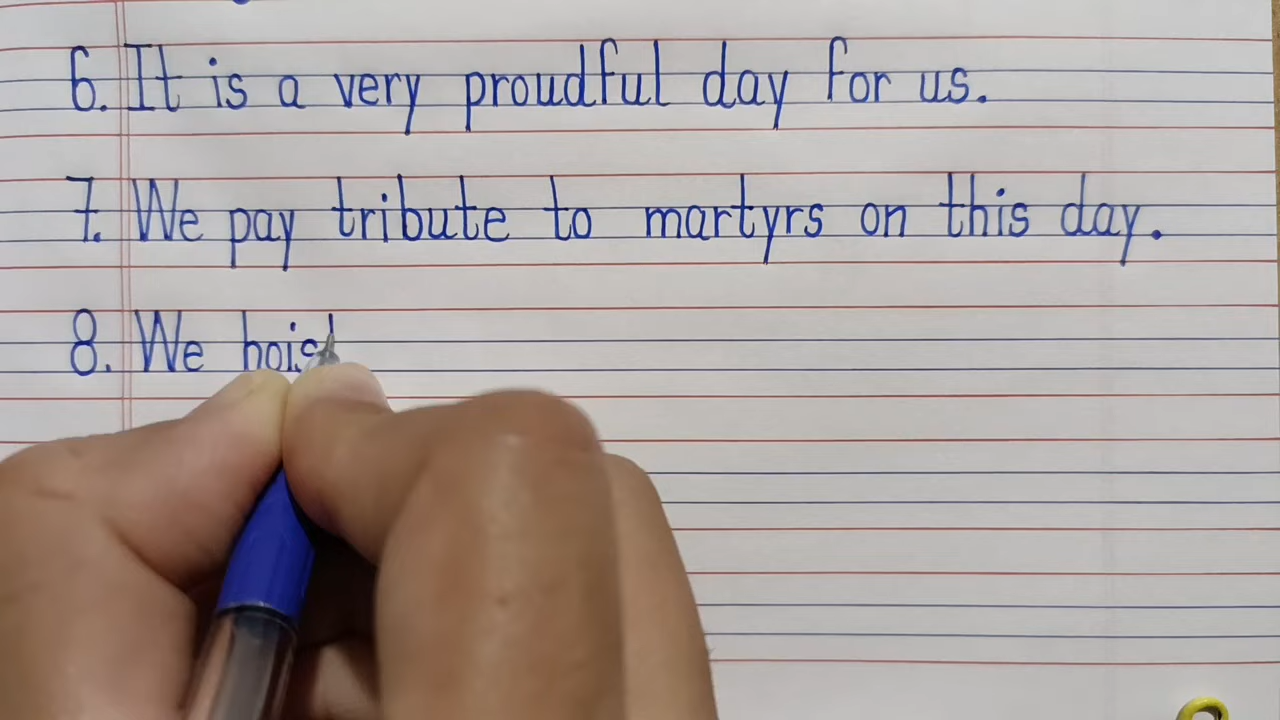 6. It is a very proudful day for us.
7. We pay tribute to martyrs on this day.
8. We hoist